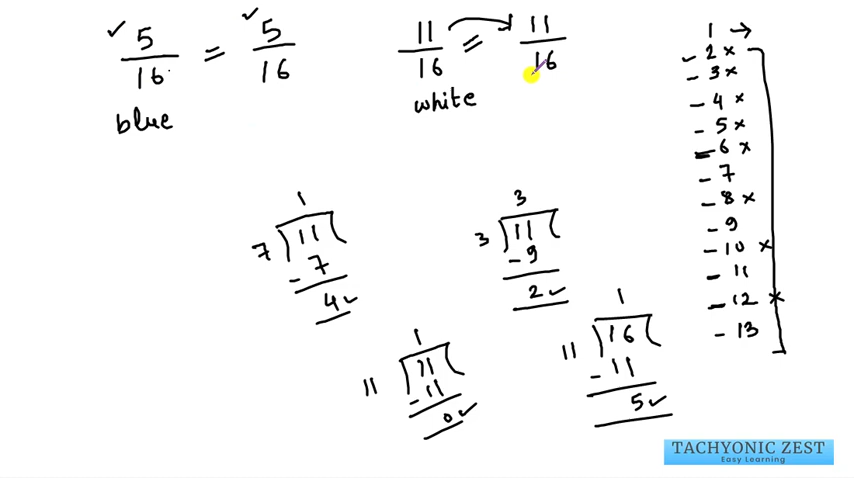 5/16 = 5/16
blue
11/16 = 11/16
white
1 →
- 2 ×
- 3 ×
- 4 ×
- 5 ×
- 6 ×
- 7
- 8 ×
- 9
- 10 ×
- 11
- 12 ×
- 13
1
7) 11 (
- 7
4 ✓
3
3) 11 (
- 9
2 ✓
1
11) 11 (
- 11
0 ✓
1
11) 16 (
- 11
5 ✓
TACHYONIC ZEST
Easy Learning